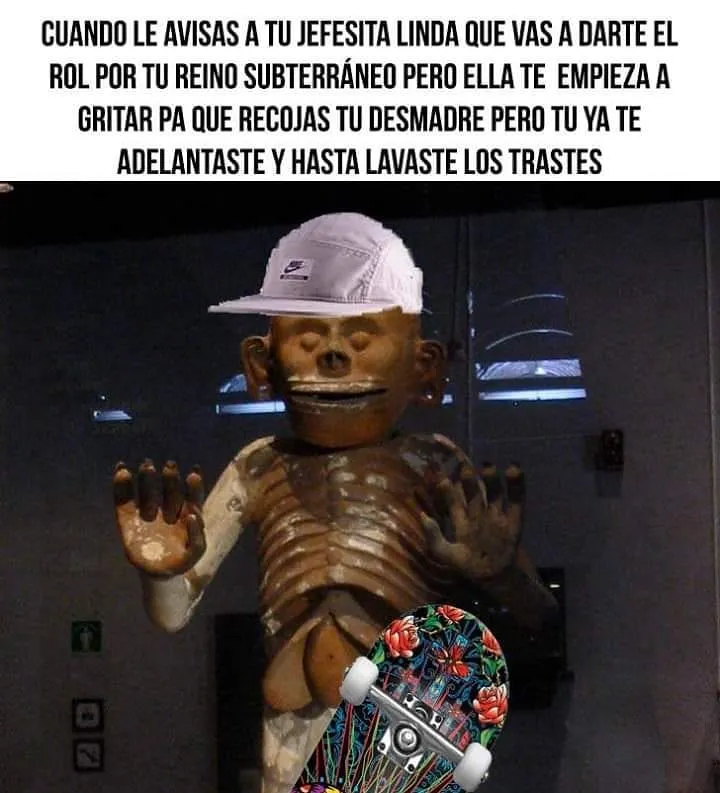 CUANDO LE AVISAS A TU JEFESITA LINDA QUE VAS A DARTE EL
ROL POR TU REINO SUBTERRÁNEO PERO ELLA TE EMPIEZA A
GRITAR PA QUE RECOJAS TU DESMADRE PERO TU YA TE
ADELANTASTE Y HASTA LAVASTE LOS TRASTES